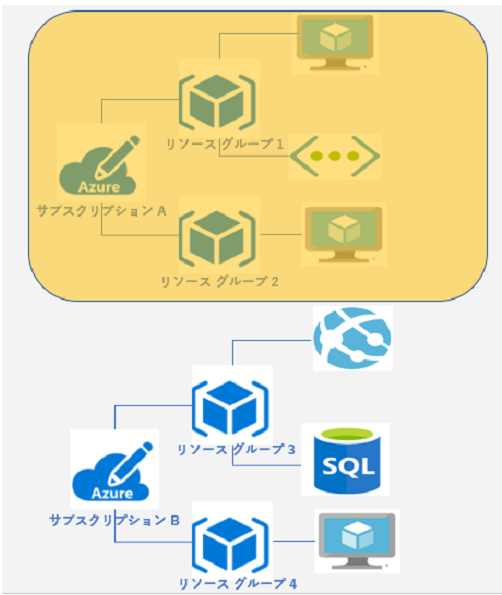 リソース グループ 1
Azure
サブスクリプション A
リソース グループ 2
リソース グループ 3
SQL
Azure
サブスクリプション B
リソース グループ 4